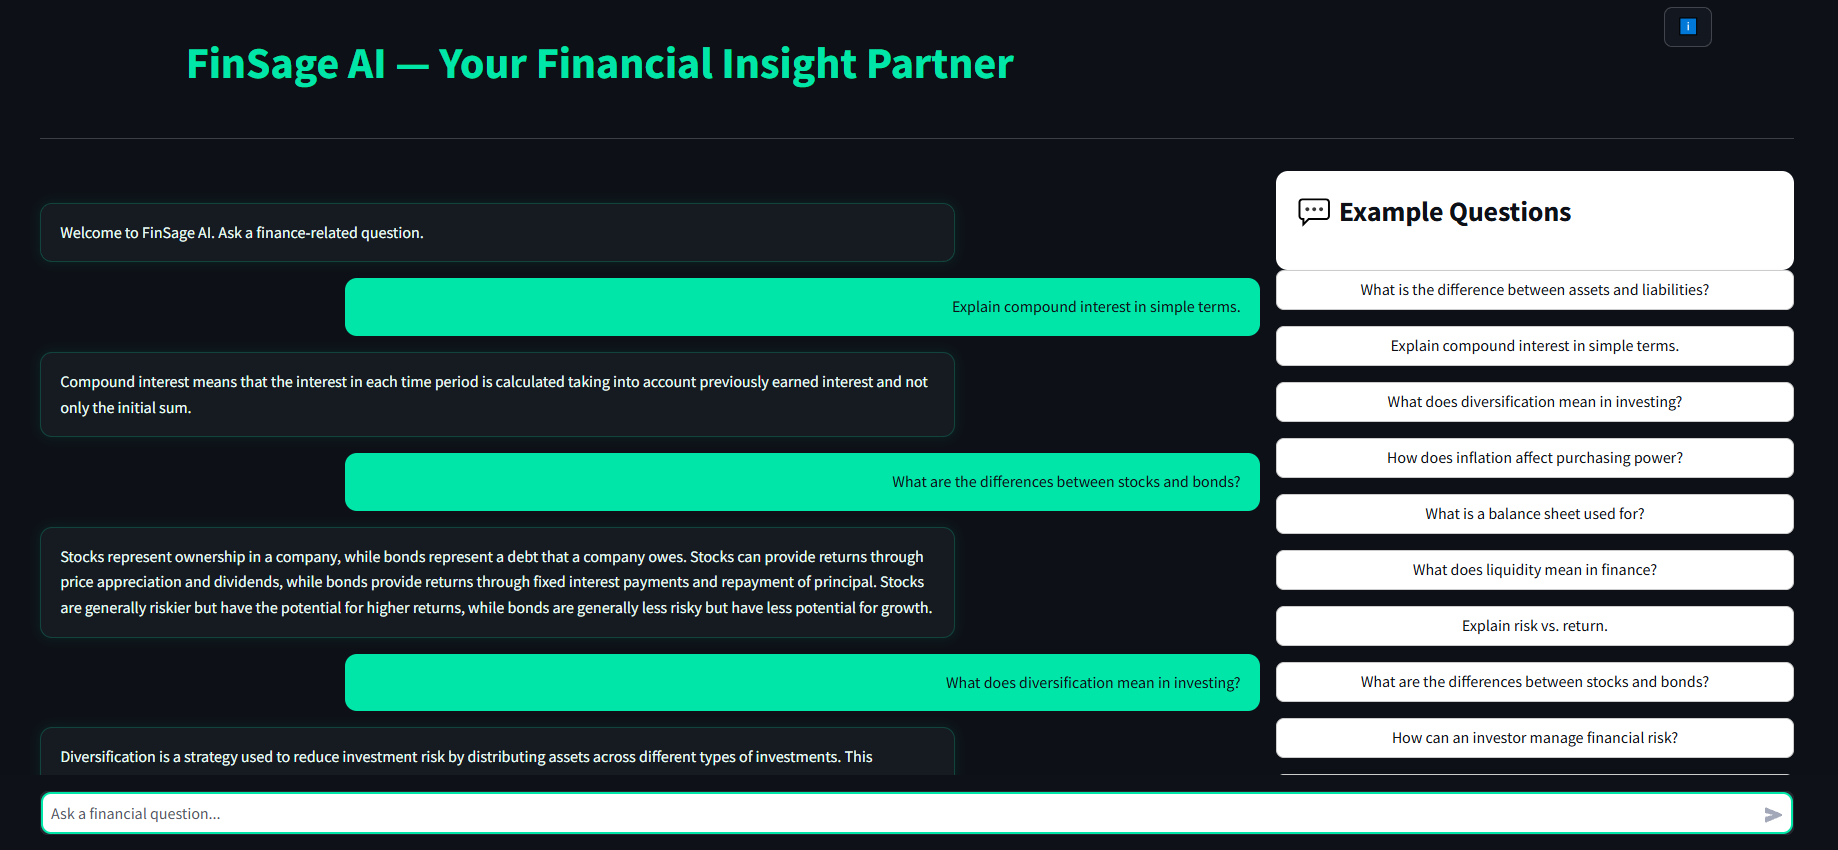 i
FinSage AI — Your Financial Insight Partner
Welcome to FinSage AI. Ask a finance-related question.
Explain compound interest in simple terms.
Compound interest means that the interest in each time period is calculated taking into account previously earned interest and not
only the initial sum.
What are the differences between stocks and bonds?
Stocks represent ownership in a company, while bonds represent a debt that a company owes. Stocks can provide returns through
price appreciation and dividends, while bonds provide returns through fixed interest payments and repayment of principal. Stocks
are generally riskier but have the potential for higher returns, while bonds are generally less risky but have less potential for growth.
What does diversification mean in investing?
Diversification is a strategy used to reduce investment risk by distributing assets across different types of investments. This
Example Questions
What is the difference between assets and liabilities?
Explain compound interest in simple terms.
What does diversification mean in investing?
How does inflation affect purchasing power?
What is a balance sheet used for?
What does liquidity mean in finance?
Explain risk vs. return.
What are the differences between stocks and bonds?
How can an investor manage financial risk?
Ask a financial question...